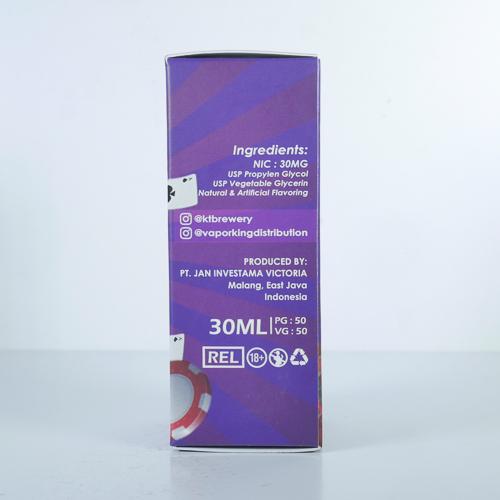 Ingredients:
NIC : 30MG
USP Propylen Glycol
USP Vegetable Glycerin
Natural & Artificial Flavoring
@ktbrewery
@vaporkingdistribution
PRODUCED BY:
PT. JAN INVESTAMA VICTORIA
Malang, East Java
Indonesia
30ML
PG : 50
VG : 50
REL
18+